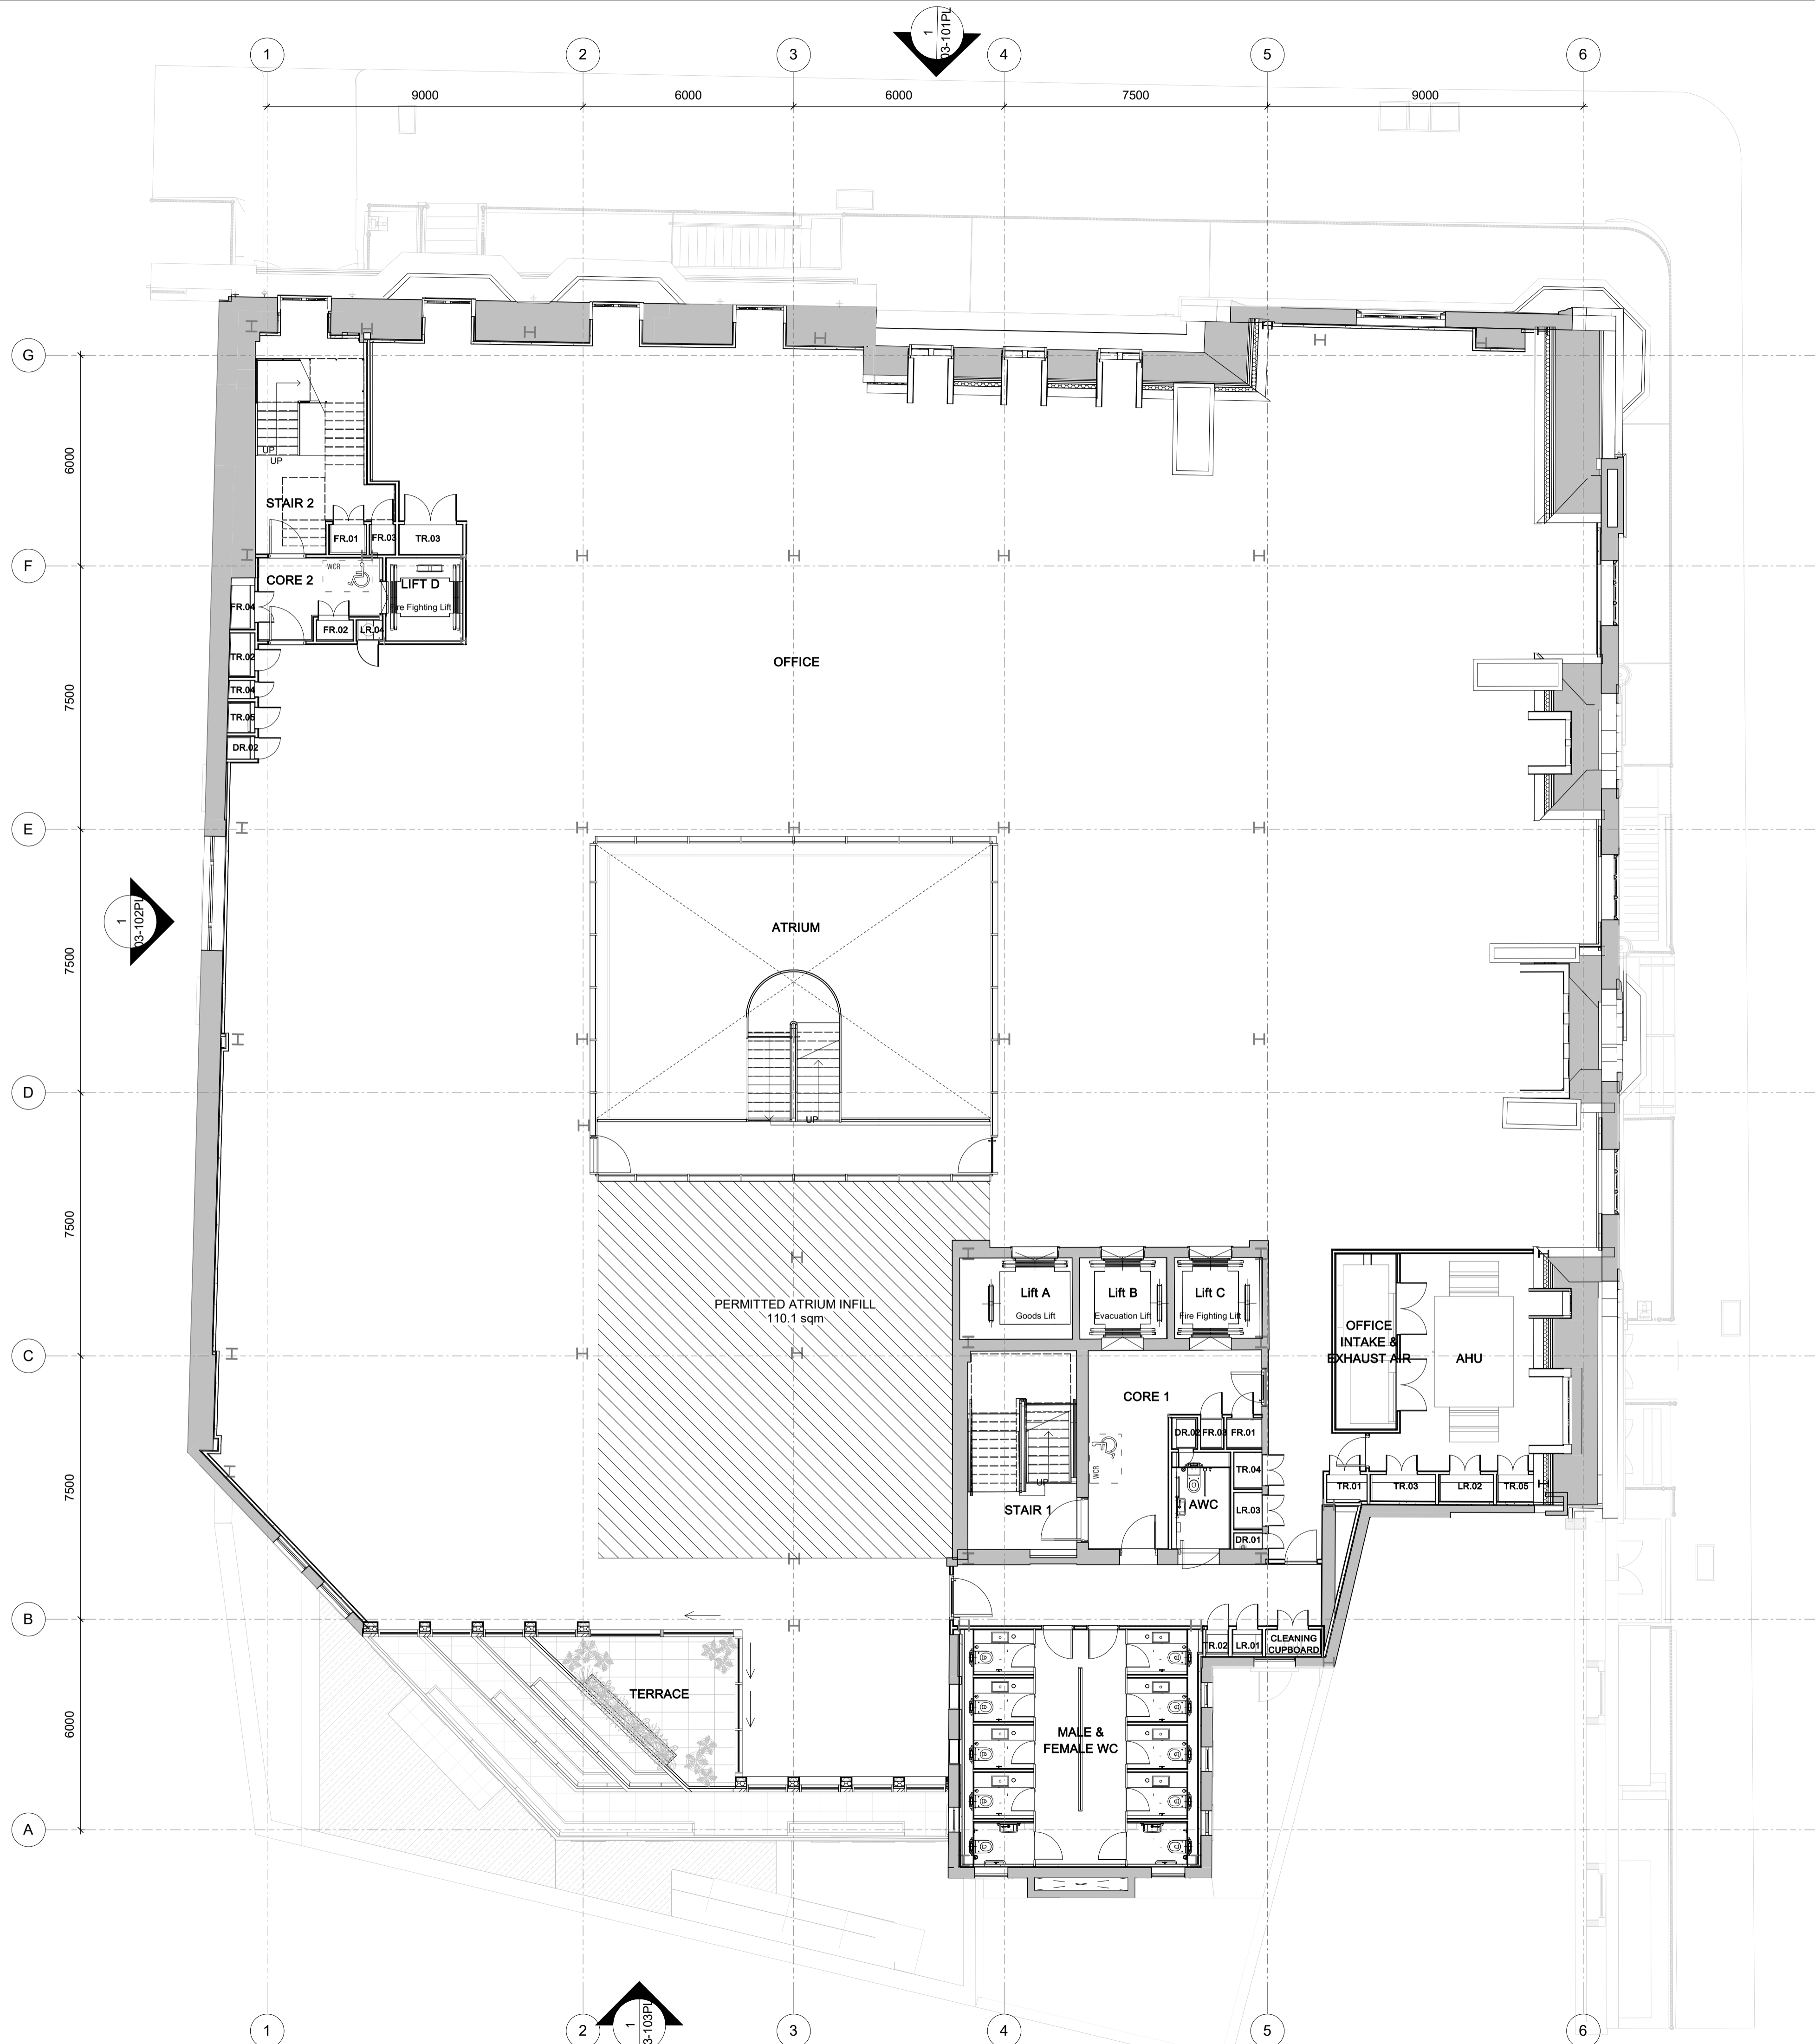 1
03-101PL
1
2
3
4
5
6
9000
6000
6000
7500
9000
G
6000
UP
UP
STAIR 2
FR.01
FR.03
TR.03
F
WCR
CORE 2
LIFT D
Fire Fighting Lift
FR.04
FR.02
LR.04
TR.02
OFFICE
TR.04
7500
TR.05
DR.02
E
1
03-102PL
ATRIUM
7500
D
UP
7500
PERMITTED ATRIUM INFILL
110.1 sqm
Lift A
Goods Lift
Lift B
Evacuation Lift
Lift C
Fire Fighting Lift
OFFICE
INTAKE &
EXHAUST AIR
AHU
C
CORE 1
DR.02
FR.03
FR.01
WCR
TR.04
UP
STAIR 1
AWC
LR.03
DR.01
TR.01
TR.03
LR.02
TR.05
7500
B
TR.02
LR.01
CLEANING
CUPBOARD
TERRACE
6000
MALE &
FEMALE WC
A
1
3-103PL
1
2
3
4
5
6